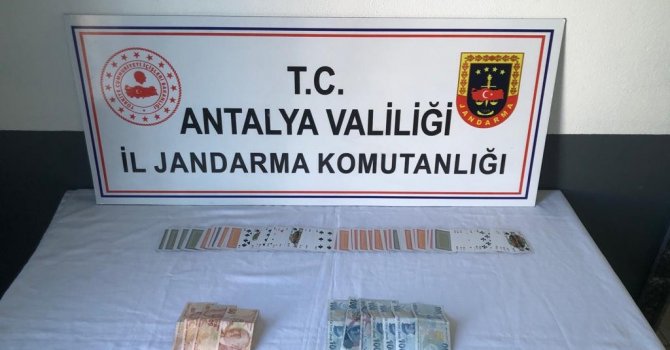 T.C.
ANTALYA VALİLİĞİ
İL JANDARMA KOMUTANLIĞI
JANDARMA